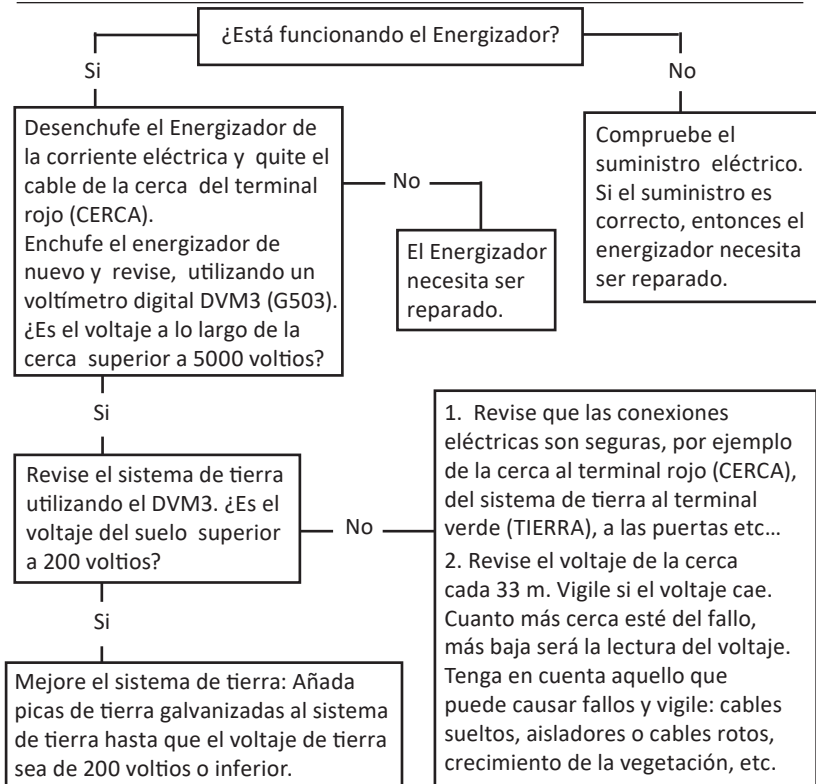 ¿Está funcionando el Energizador?
Si
No
Desenchufe el Energizador de
la corriente eléctrica y quite el
cable de la cerca del terminal
rojo (CERCA).
Enchufe el energizador de
nuevo y revise, utilizando un
voltímetro digital DVM3 (G503).
¿Es el voltaje a lo largo de la
cerca superior a 5000 voltios?
No
El Energizador
necesita ser
reparado.
Compruebe el
suministro eléctrico.
Si el suministro es
correcto, entonces el
energizador necesita
ser reparado.
Si
Revise el sistema de tierra
utilizando el DVM3. ¿Es el
voltaje del suelo superior
a 200 voltios?
No
1. Revise que las conexiones
eléctricas son seguras, por ejemplo
de la cerca al terminal rojo (CERCA),
del sistema de tierra al terminal
verde (TIERRA), a las puertas etc...
2. Revise el voltaje de la cerca
cada 33 m. Vigile si el voltaje cae.
Cuanto más cerca esté del fallo,
más baja será la lectura del voltaje.
Tenga en cuenta aquello que
puede causar fallos y vigile: cables
sueltos, aisladores o cables rotos,
crecimiento de la vegetación, etc.
Si
Mejore el sistema de tierra: Añada
picas de tierra galvanizadas al sistema
de tierra hasta que el voltaje de tierra
sea de 200 voltios o inferior.